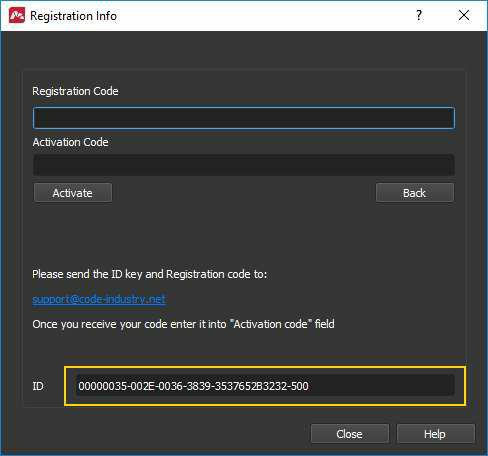 Registration Info
Registration Code
Activation Code
Activate Back
Please send the ID key and Registration code to:
support@code-industry.net
Once you receive your code enter it into "Activation code" field
ID 00000035-002E-0036-3839-3537652B3232-500
Close Help